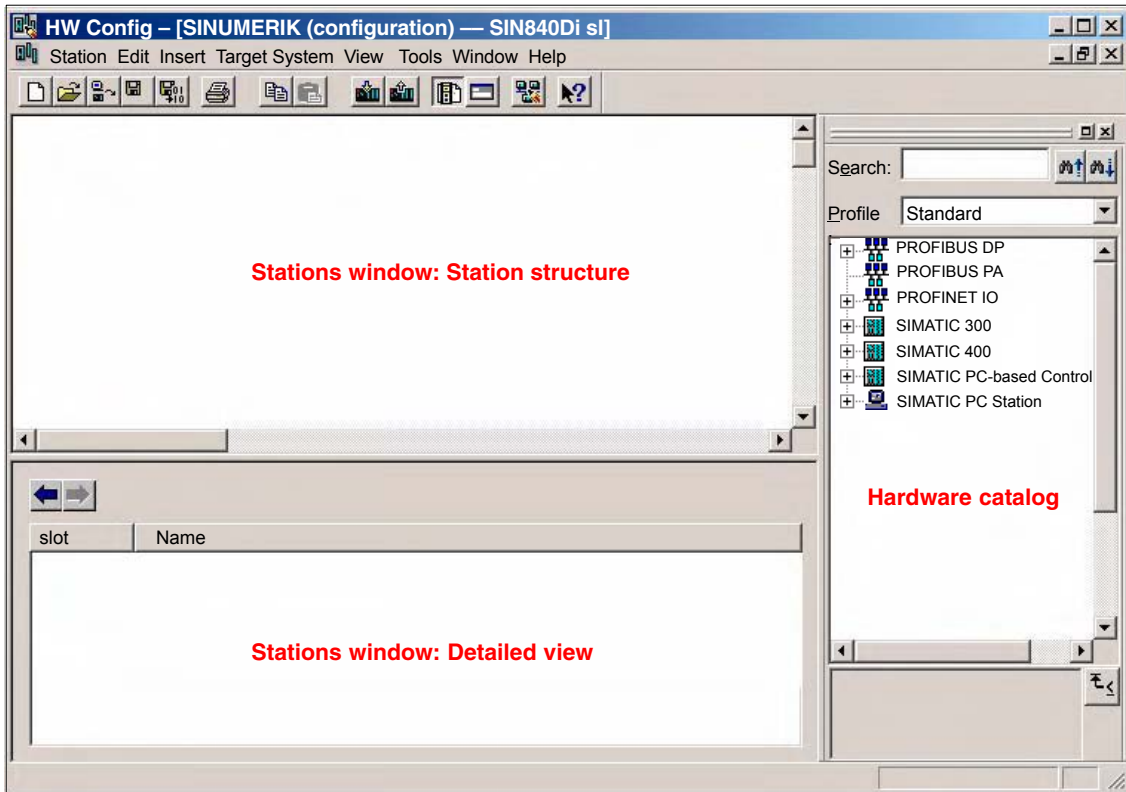 HW Config – [SINUMERIK (configuration) –– SIN840Di sl]
Station Edit Insert Target System View Tools Window Help
Search:
Profile Standard
Stations window: Station structure
PROFIBUS DP
PROFIBUS PA
PROFINET IO
SIMATIC 300
SIMATIC 400
SIMATIC PC-based Control
SIMATIC PC Station
Hardware catalog
slot Name
Stations window: Detailed view